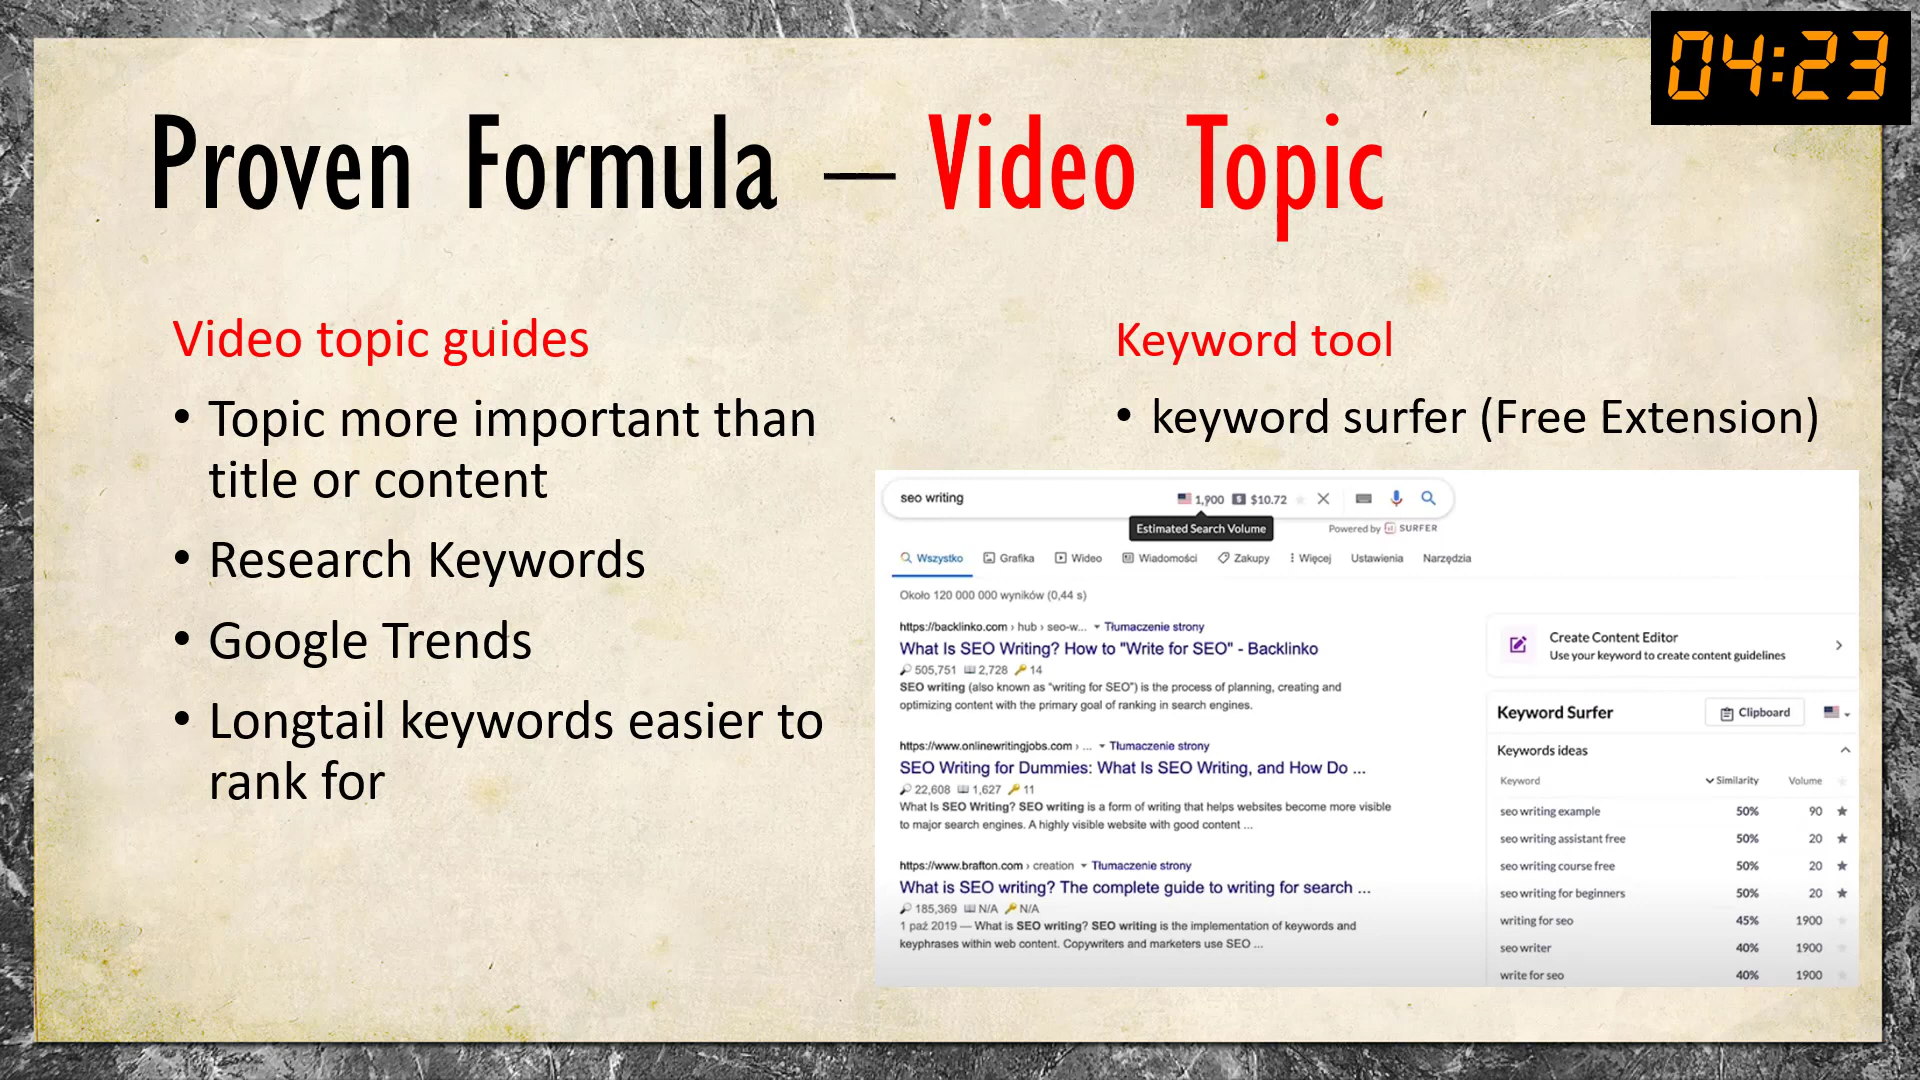 04:23
Proven Formula – Video Topic
Video topic guides
• Topic more important than
title or content
• Research Keywords
• Google Trends
• Longtail keywords easier to
rank for
Keyword tool
• keyword surfer (Free Extension)
seo writing 1,900 $10.72
Estimated Search Volume
Powered by SURFER
Wszystko Grafika Wideo Wiadomości Zakupy Więcej Ustawienia Narzędzia
Około 120 000 000 wyników (0,44 s)
https://backlinko.com › hub › seo-w... Tłumaczenie strony
What Is SEO Writing? How to "Write for SEO" - Backlinko
505,751 2,728 14
SEO writing (also known as "writing for SEO") is the process of planning, creating and
optimizing content with the primary goal of ranking in search engines.
https://www.onlinewritingjobs.com › ... Tłumaczenie strony
SEO Writing for Dummies: What Is SEO Writing, and How Do ...
22,608 1,627 11
What Is SEO Writing? SEO writing is a form of writing that helps websites become more visible
to major search engines. A highly visible website with good content ...
https://www.brafton.com › creation Tłumaczenie strony
What is SEO writing? The complete guide to writing for search ...
185,369 N/A N/A
1 paź 2019 — What is SEO writing? SEO writing is the implementation of keywords and
keyphrases within web content. Copywriters and marketers use SEO ...
Create Content Editor
Use your keyword to create content guidelines
Keyword Surfer Clipboard
Keywords ideas
Keyword Similarity Volume
seo writing example 50% 90
seo writing assistant free 50% 20
seo writing course free 50% 20
seo writing for beginners 50% 20
writing for seo 45% 1900
seo writer 40% 1900
write for seo 40% 1900